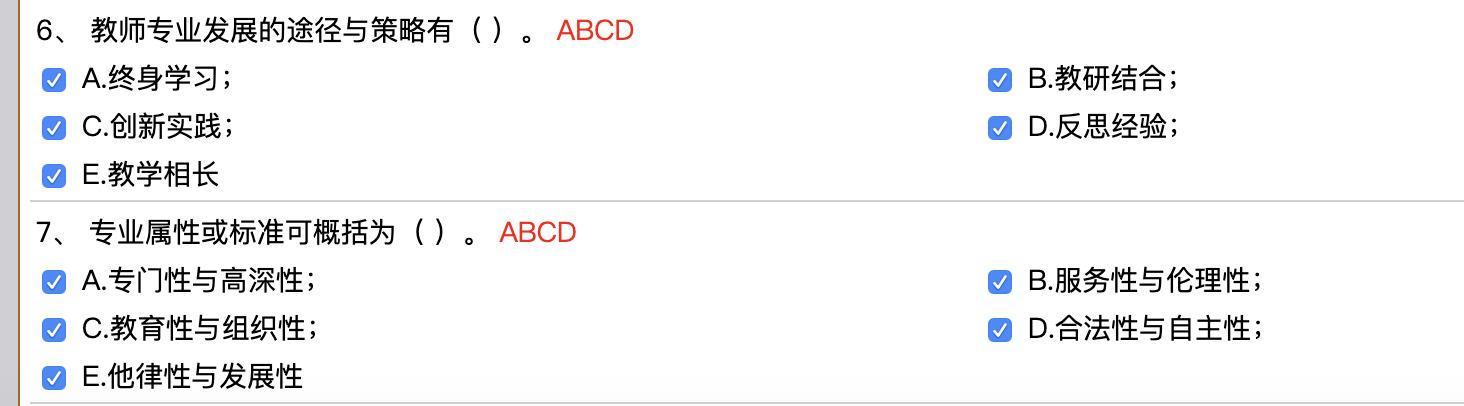 6、 教师专业发展的途径与策略有（ ）。 ABCD
A.终身学习； B.教研结合；
C.创新实践； D.反思经验；
E.教学相长
7、 专业属性或标准可概括为（ ）。 ABCD
A.专门性与高深性； B.服务性与伦理性；
C.教育性与组织性； D.合法性与自主性；
E.他律性与发展性